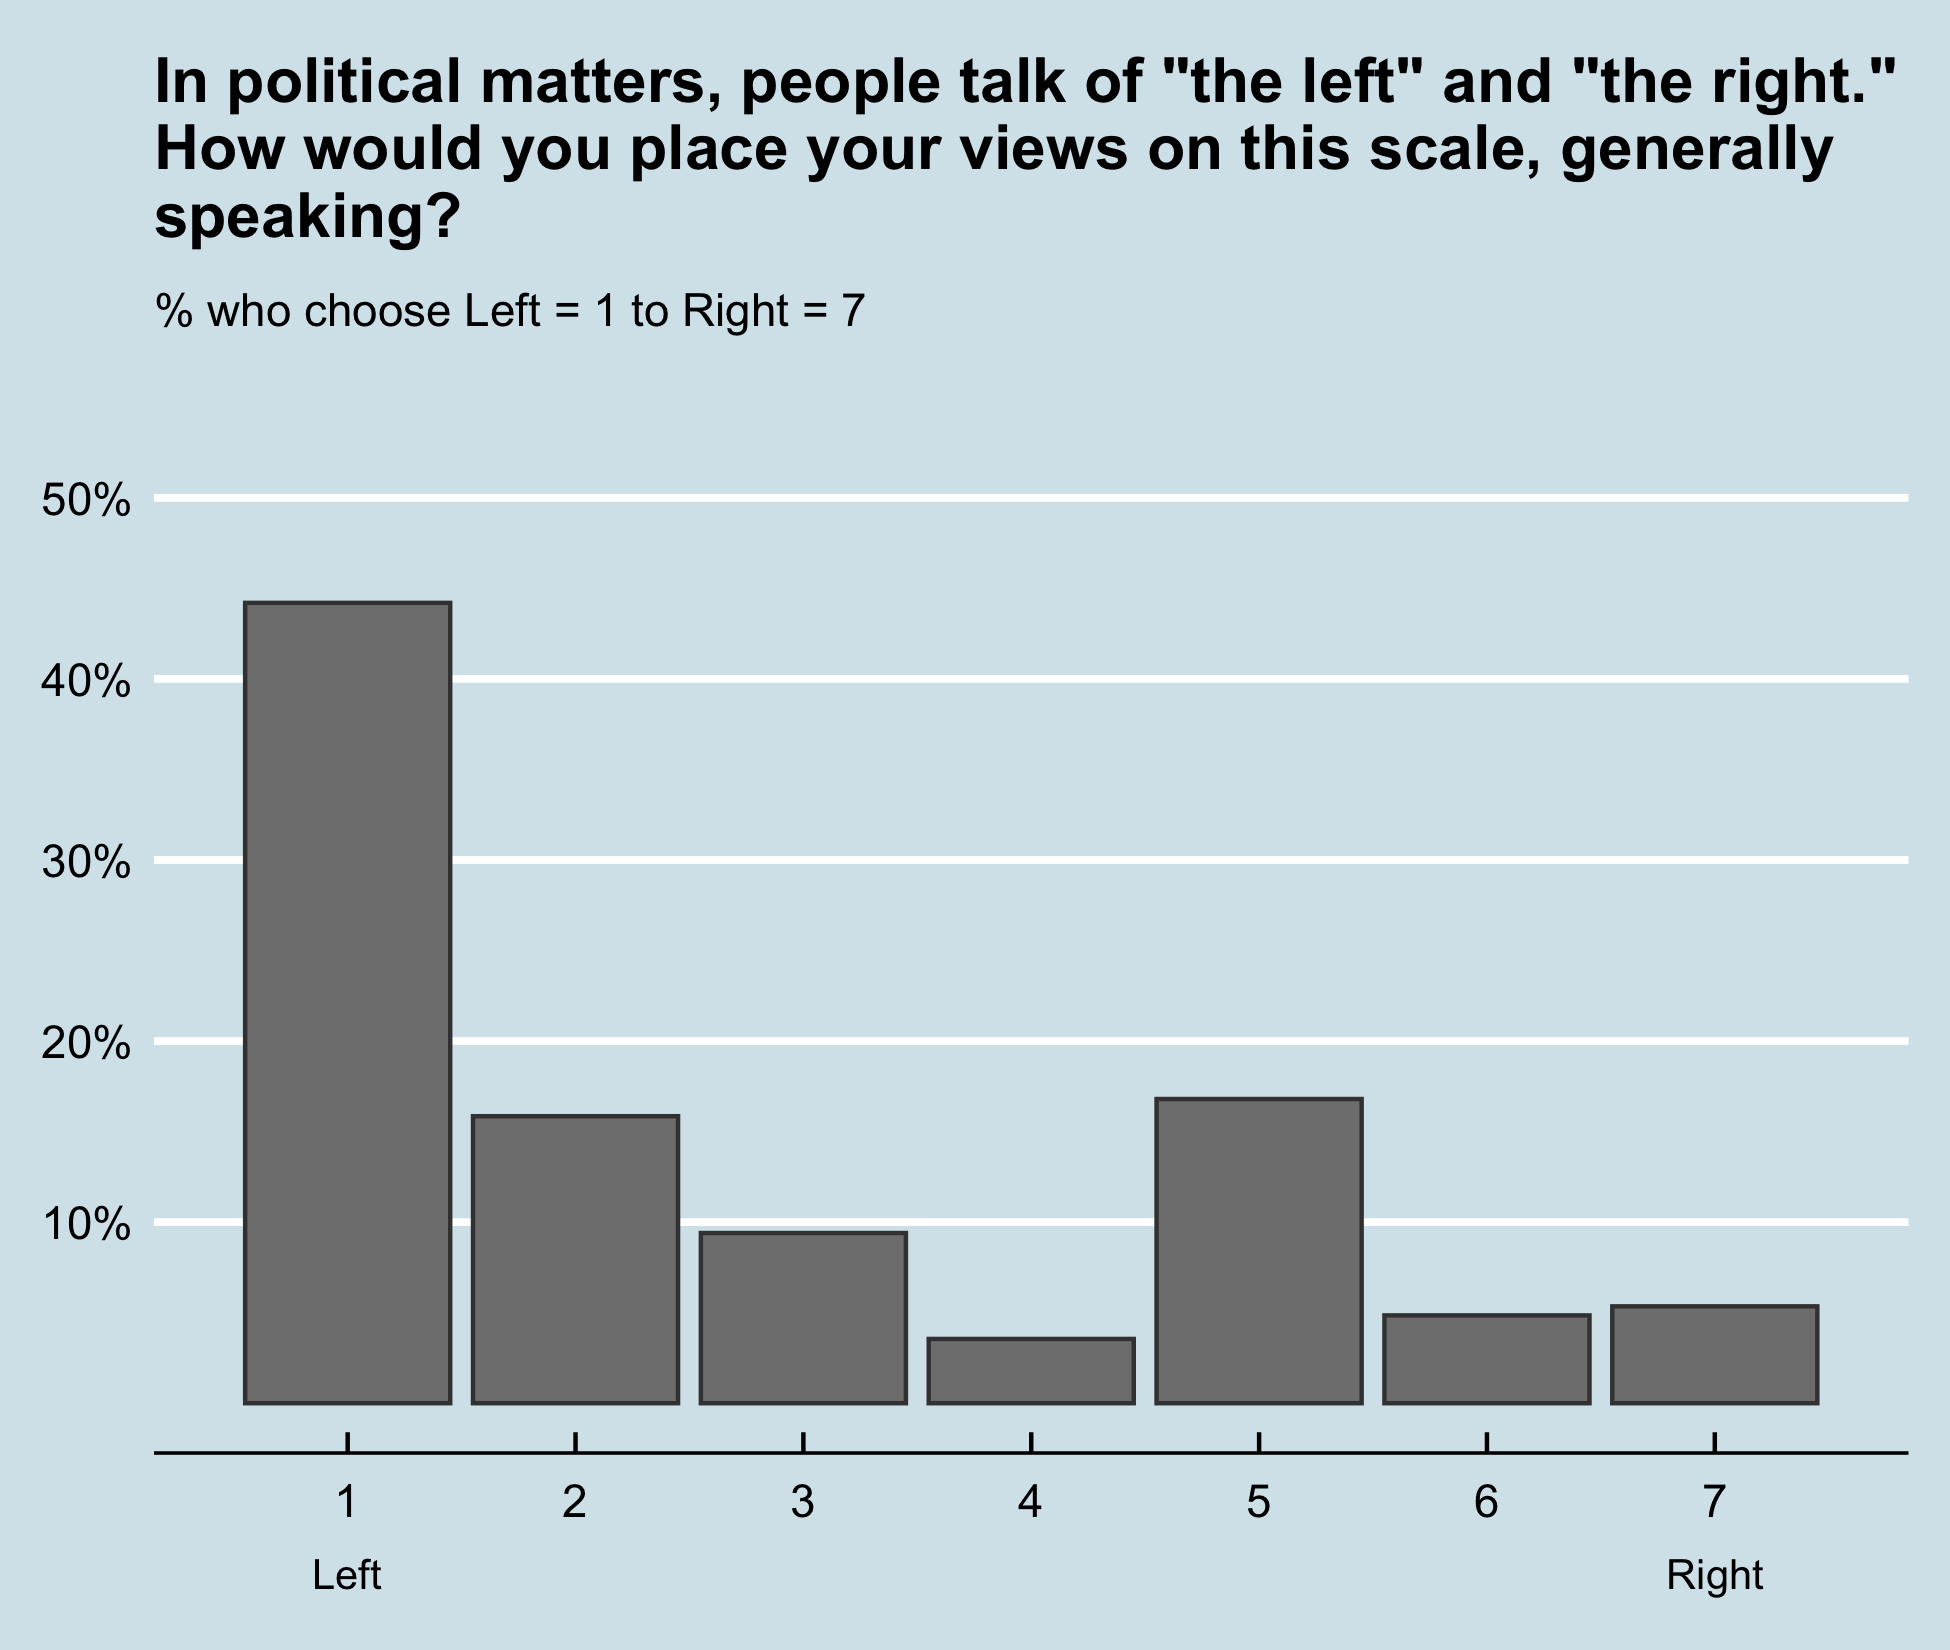 In political matters, people talk of "the left" and "the right."
How would you place your views on this scale, generally
speaking?
% who choose Left = 1 to Right = 7
50%
40%
30%
20%
10%
1 2 3 4 5 6 7
Left Right